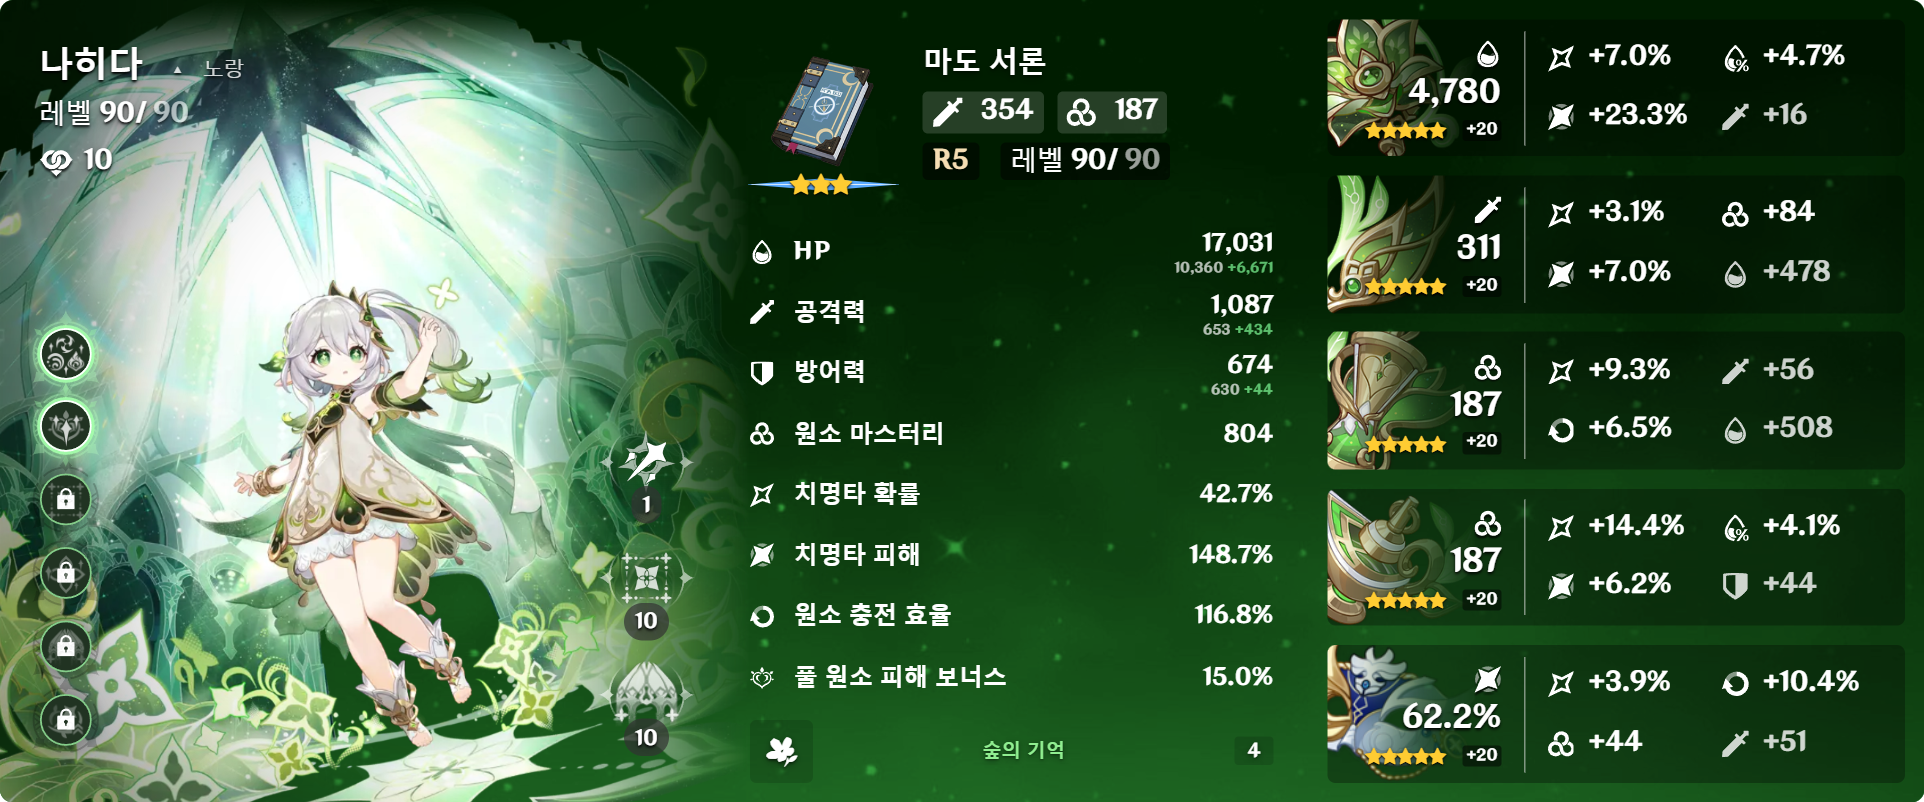 나히다 ▲ 노랑
레벨 90/ 90
10
1
10
10
마도 서론
354 187
R5 레벨 90/ 90
HP 17,031
10,360 +6,671
공격력 1,087
653 +434
방어력 674
630 +44
원소 마스터리 804
치명타 확률 42.7%
치명타 피해 148.7%
원소 충전 효율 116.8%
풀 원소 피해 보너스 15.0%
숲의 기억 4
4,780
+20
+7.0% +4.7%
+23.3% +16
311
+20
+3.1% +84
+7.0% +478
187
+20
+9.3% +56
+6.5% +508
187
+20
+14.4% +4.1%
+6.2% +44
62.2%
+20
+3.9% +10.4%
+44 +51